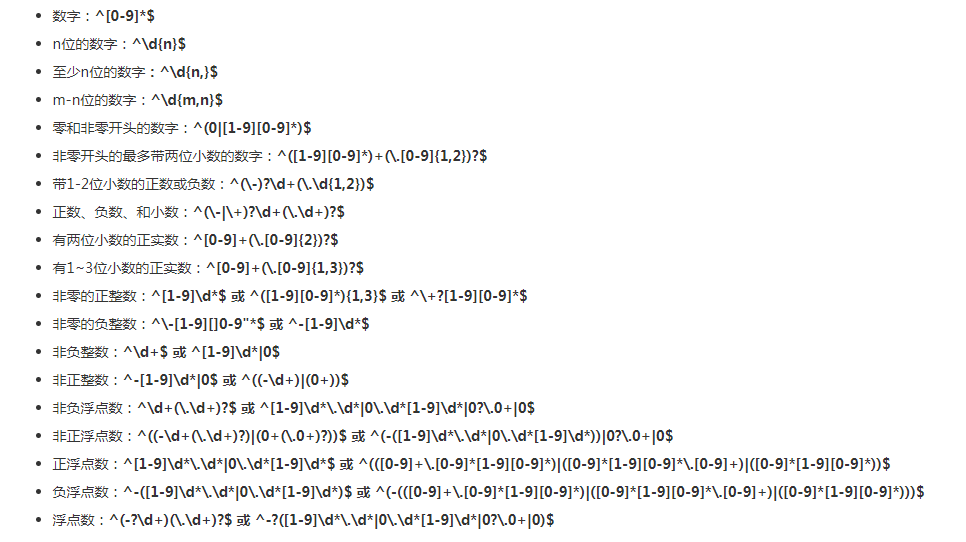 数字：^[0-9]*$
n位的数字：^\d{n}$
至少n位的数字：^\d{n,}$
m-n位的数字：^\d{m,n}$
零和非零开头的数字：^(0|[1-9][0-9]*)$
非零开头的最多带两位小数的数字：^([1-9][0-9]*)+(\.[0-9]{1,2})?$
带1-2位小数的正数或负数：^(\-)?\d+(\.\d{1,2})$
正数、负数、和小数：^(\-|\+)?\d+(\.\d+)?$
有两位小数的正实数：^[0-9]+(\.[0-9]{2})?$
有1~3位小数的正实数：^[0-9]+(\.[0-9]{1,3})?$
非零的正整数：^[1-9]\d*$ 或 ^([1-9][0-9]*){1,3}$ 或 ^\+?[1-9][0-9]*$
非零的负整数：^\-[1-9][]0-9"*$ 或 ^-[1-9]\d*$
非负整数：^\d+$ 或 ^[1-9]\d*|0$
非正整数：^-[1-9]\d*|0$ 或 ^((-\d+)|(0+))$
非负浮点数：^\d+(\.\d+)?$ 或 ^[1-9]\d*\.\d*|0\.\d*[1-9]\d*|0?\.0+|0$
非正浮点数：^((-\d+(\.\d+)?)|(0+(\.0+)?))$ 或 ^(-([1-9]\d*\.\d*|0\.\d*[1-9]\d*))|0?\.0+|0$
正浮点数：^[1-9]\d*\.\d*|0\.\d*[1-9]\d*$ 或 ^(([0-9]+\.[0-9]*[1-9][0-9]*)|([0-9]*[1-9][0-9]*\.[0-9]+)|([0-9]*[1-9][0-9]*))$
负浮点数：^-([1-9]\d*\.\d*|0\.\d*[1-9]\d*)$ 或 ^(-(([0-9]+\.[0-9]*[1-9][0-9]*)|([0-9]*[1-9][0-9]*\.[0-9]+)|([0-9]*[1-9][0-9]*)))$
浮点数：^(-?\d+)(\.\d+)?$ 或 ^-?([1-9]\d*\.\d*|0\.\d*[1-9]\d*|0?\.0+|0)$